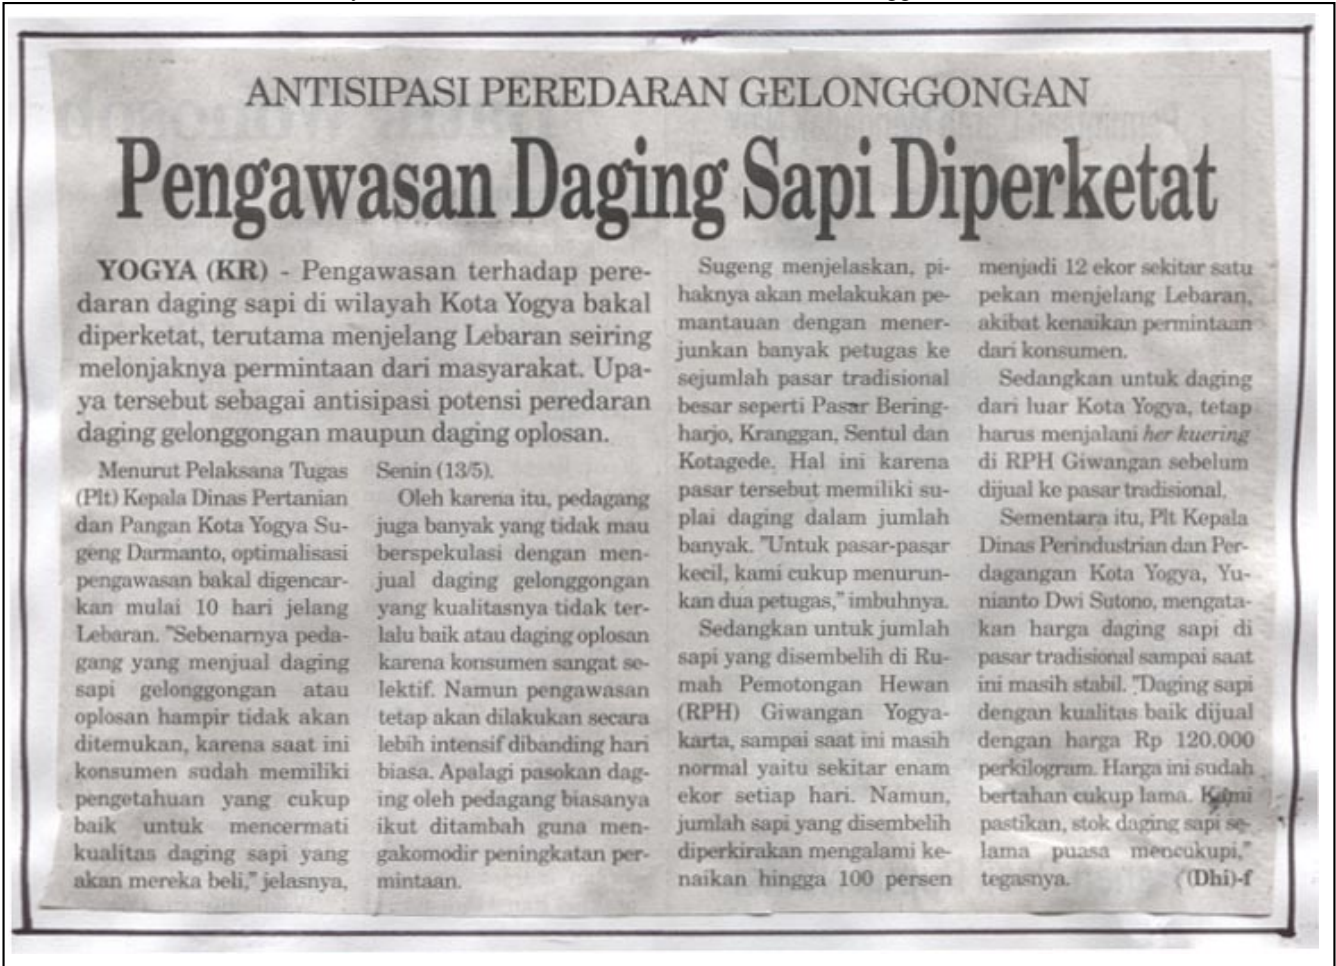 ANTISIPASI PEREDARAN GELONGGONGAN
Pengawasan Daging Sapi Diperketat
YOGYA (KR) - Pengawasan terhadap pere-
daran daging sapi di wilayah Kota Yogya bakal
diperketat, terutama menjelang Lebaran seiring
melonjaknya permintaan dari masyarakat. Upa-
ya tersebut sebagai antisipasi potensi peredaran
daging gelonggongan maupun daging oplosan.
Menurut Pelaksana Tugas
(Plt) Kepala Dinas Pertanian
dan Pangan Kota Yogya Su-
geng Darmanto, optimalisasi
pengawasan bakal digencar-
kan mulai 10 hari jelang
Lebaran. "Sebenarnya peda-
gang yang menjual daging
sapi gelonggongan atau
oplosan hampir tidak akan
ditemukan, karena saat ini
konsumen sudah memiliki
pengetahuan yang cukup
baik untuk mencermati
kualitas daging sapi yang
akan mereka beli," jelasnya,
Senin (13/5).
Oleh karena itu, pedagang
juga banyak yang tidak mau
berspekulasi dengan men-
jual daging gelonggongan
yang kualitasnya tidak ter-
lalu baik atau daging oplosan
karena konsumen sangat se-
lektif. Namun pengawasan
tetap akan dilakukan secara
lebih intensif dibanding hari
biasa. Apalagi pasokan dag-
ing oleh pedagang biasanya
ikut ditambah guna men-
gakomodir peningkatan per-
mintaan.
Sugeng menjelaskan, pi-
haknya akan melakukan pe-
mantauan dengan mener-
junkan banyak petugas ke
sejumlah pasar tradisional
besar seperti Pasar Bering-
harjo, Kranggan, Sentul dan
Kotagede. Hal ini karena
pasar tersebut memiliki su-
plai daging dalam jumlah
banyak. "Untuk pasar-pasar
kecil, kami cukup menurun-
kan dua petugas," imbuhnya.
Sedangkan untuk jumlah
sapi yang disembelih di Ru-
mah Pemotongan Hewan
(RPH) Giwangan Yogya-
karta, sampai saat ini masih
normal yaitu sekitar enam
ekor setiap hari. Namun,
jumlah sapi yang disembelih
diperkirakan mengalami ke-
naikan hingga 100 persen
menjadi 12 ekor sekitar satu
pekan menjelang Lebaran,
akibat kenaikan permintaan
dari konsumen.
Sedangkan untuk daging
dari luar Kota Yogya, tetap
harus menjalani her kuering
di RPH Giwangan sebelum
dijual ke pasar tradisional.
Sementara itu, Plt Kepala
Dinas Perindustrian dan Per-
dagangan Kota Yogya, Yu-
nianto Dwi Sutono, mengata-
kan harga daging sapi di
pasar tradisional sampai saat
ini masih stabil. "Daging sapi
dengan kualitas baik dijual
dengan harga Rp 120.000
perkilogram. Harga ini sudah
bertahan cukup lama. Kami
pastikan, stok daging sapi se-
lama puasa mencukupi,"
tegasnya. (Dhi)-f